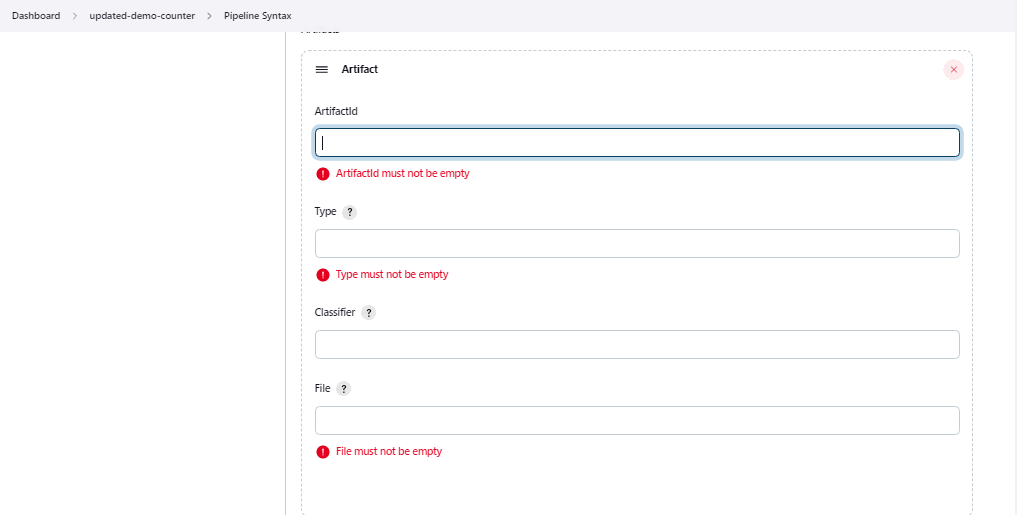 Dashboard > updated-demo-counter > Pipeline Syntax
Artifacts
Artifact
ArtifactId
ArtifactId must not be empty
Type ?
Type must not be empty
Classifier ?
File ?
File must not be empty